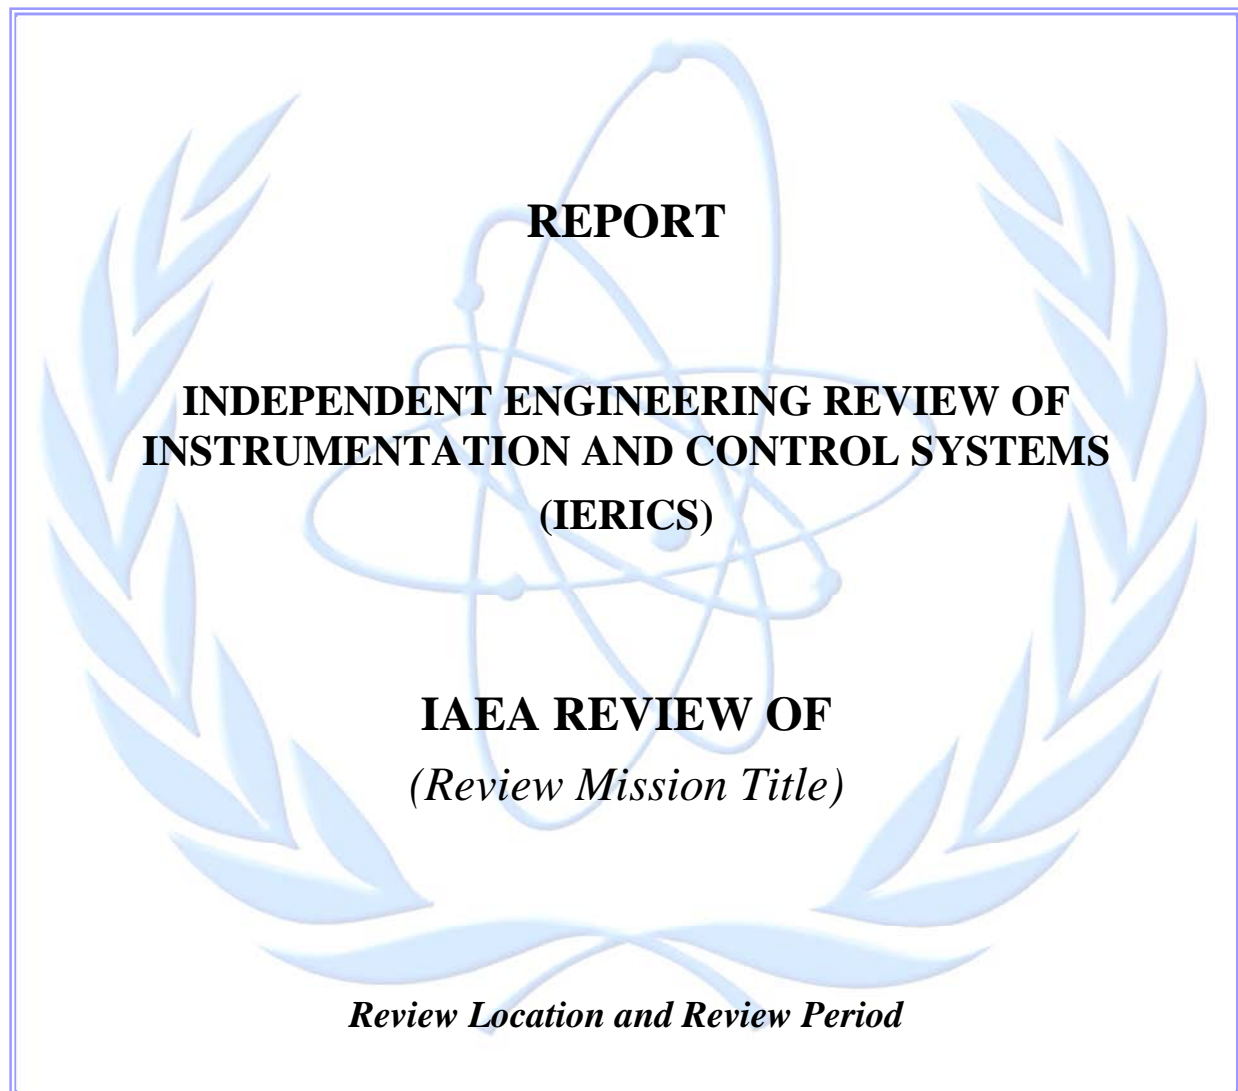 REPORT
INDEPENDENT ENGINEERING REVIEW OF
INSTRUMENTATION AND CONTROL SYSTEMS
(IERICS)
IAEA REVIEW OF
(Review Mission Title)
Review Location and Review Period